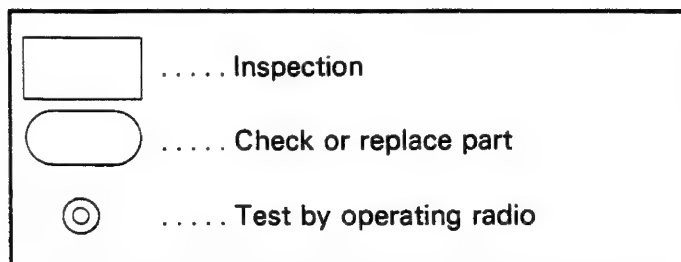 ..... Inspection
..... Check or replace part
..... Test by operating radio